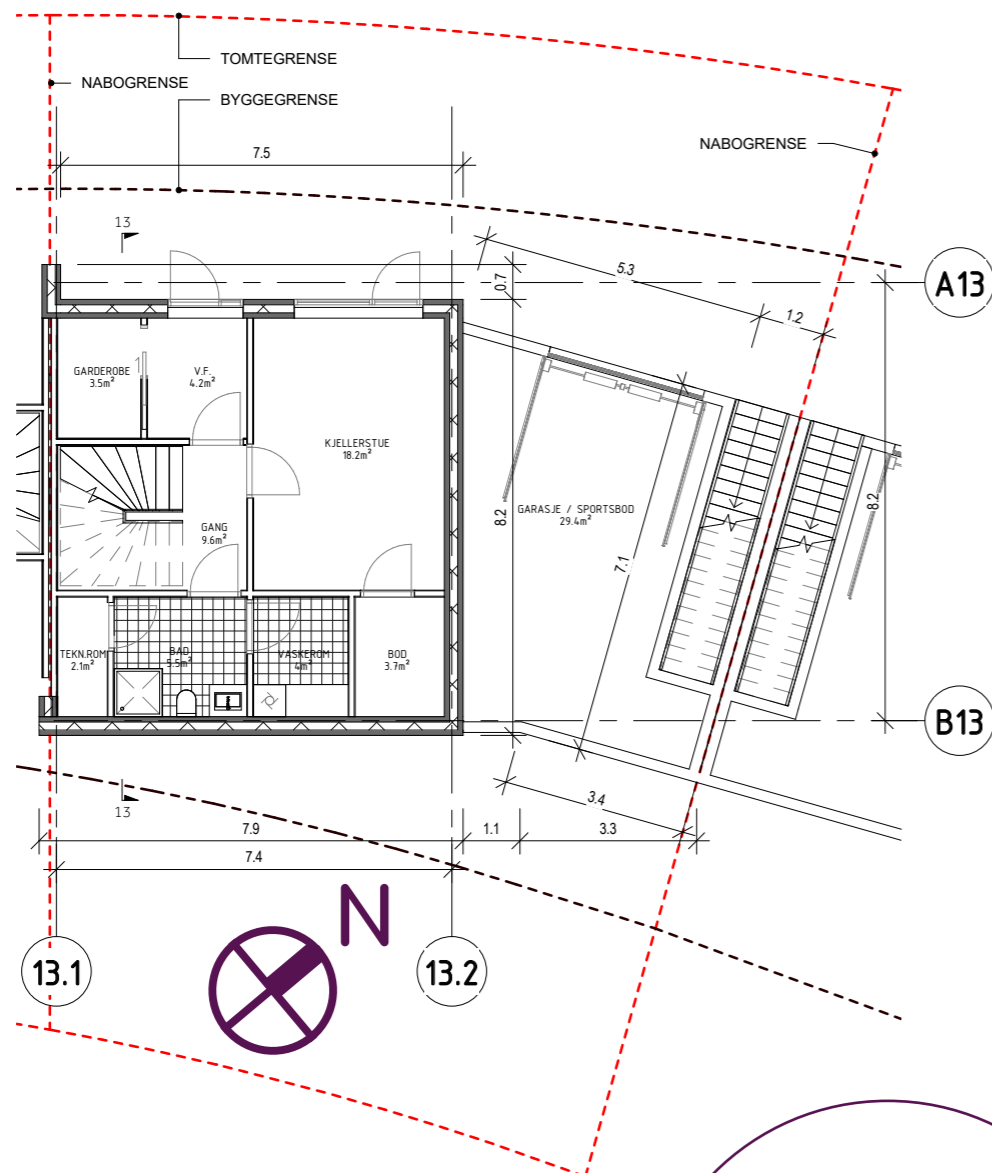 TOMTEGRENSE
NABOGRENSE
BYGGEGRENSE
NABOGRENSE
7.5
13
5.3
0.7
A13
1.2
GARDEROBE
3.5m²
V.F.
4.2m²
KJELLERSTUE
18.2m²
GARASJE / SPORTSBOD
29.4m²
8.2
8.2
GANG
9.6m²
7.1
TEKN.ROM
2.1m²
BAD
5.5m²
VASKEROM
4m²
BOD
3.7m²
B13
13
3.4
7.9
1.1
3.3
7.4
N
13.1
13.2